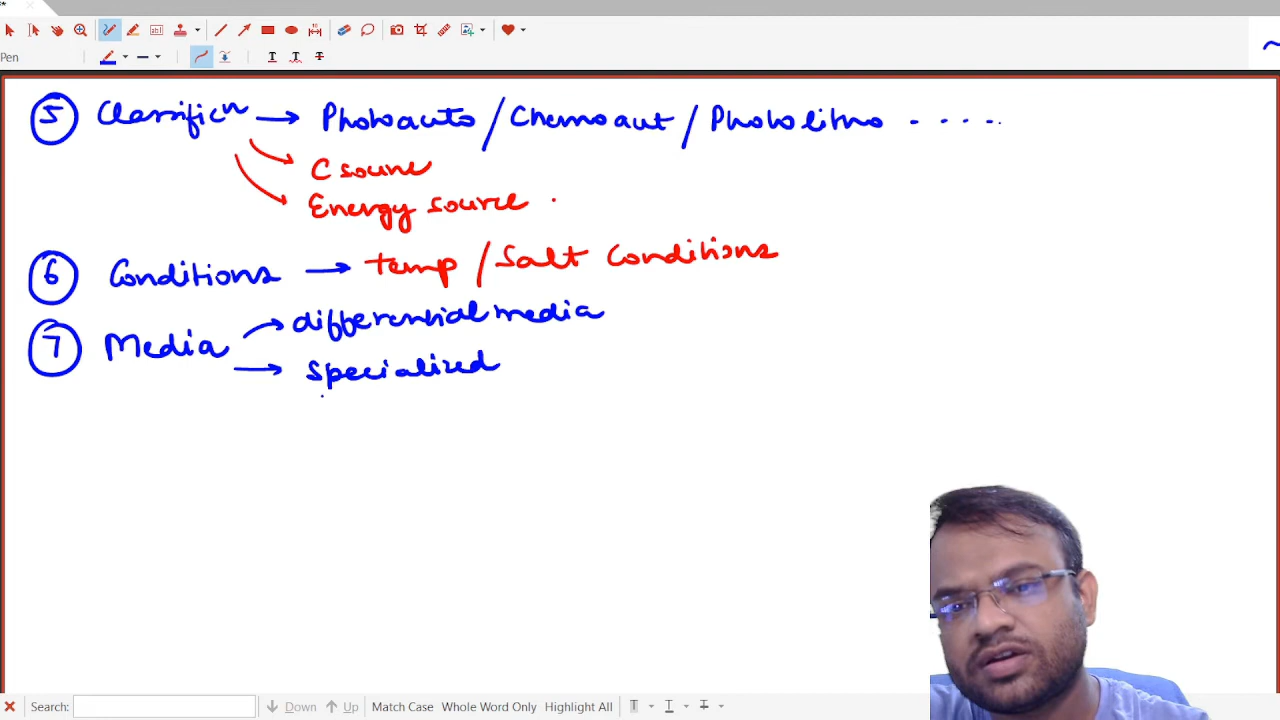 Pen
5 Classificn → Photoauto / Chemoaut / Photolitho .....
C source
Energy source .
6 Conditions → temp / Salt Conditions
7 Media → differential media
→ specialized
Search: Down Up Match Case Whole Word Only Highlight All